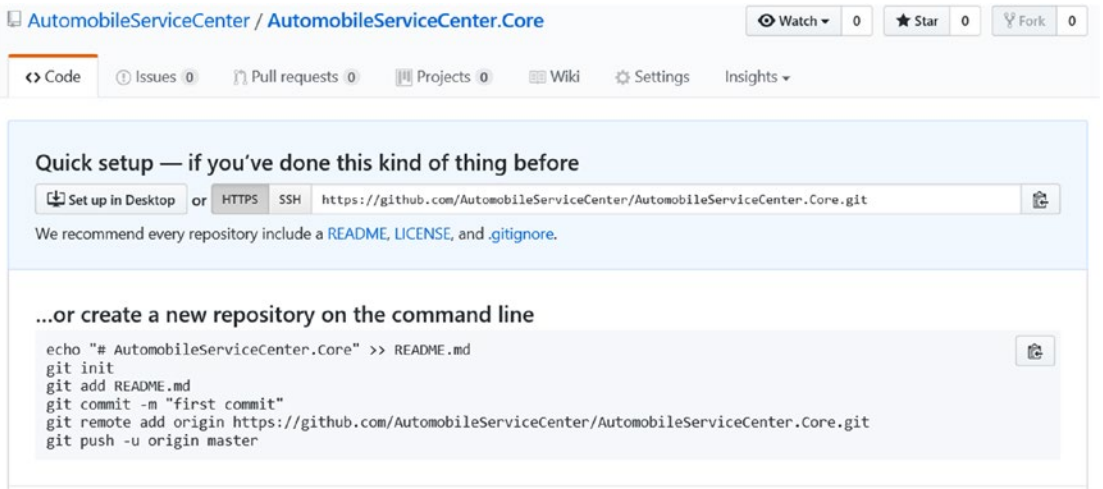 AutomobileServiceCenter / AutomobileServiceCenter.Core Watch 0 Star 0 Fork 0
<> Code Issues 0 Pull requests 0 Projects 0 Wiki Settings Insights
Quick setup — if you've done this kind of thing before
Set up in Desktop or HTTPS SSH https://github.com/AutomobileServiceCenter/AutomobileServiceCenter.Core.git
We recommend every repository include a README, LICENSE, and .gitignore.
...or create a new repository on the command line
echo "# AutomobileServiceCenter.Core" >> README.md
git init
git add README.md
git commit -m "first commit"
git remote add origin https://github.com/AutomobileServiceCenter/AutomobileServiceCenter.Core.git
git push -u origin master